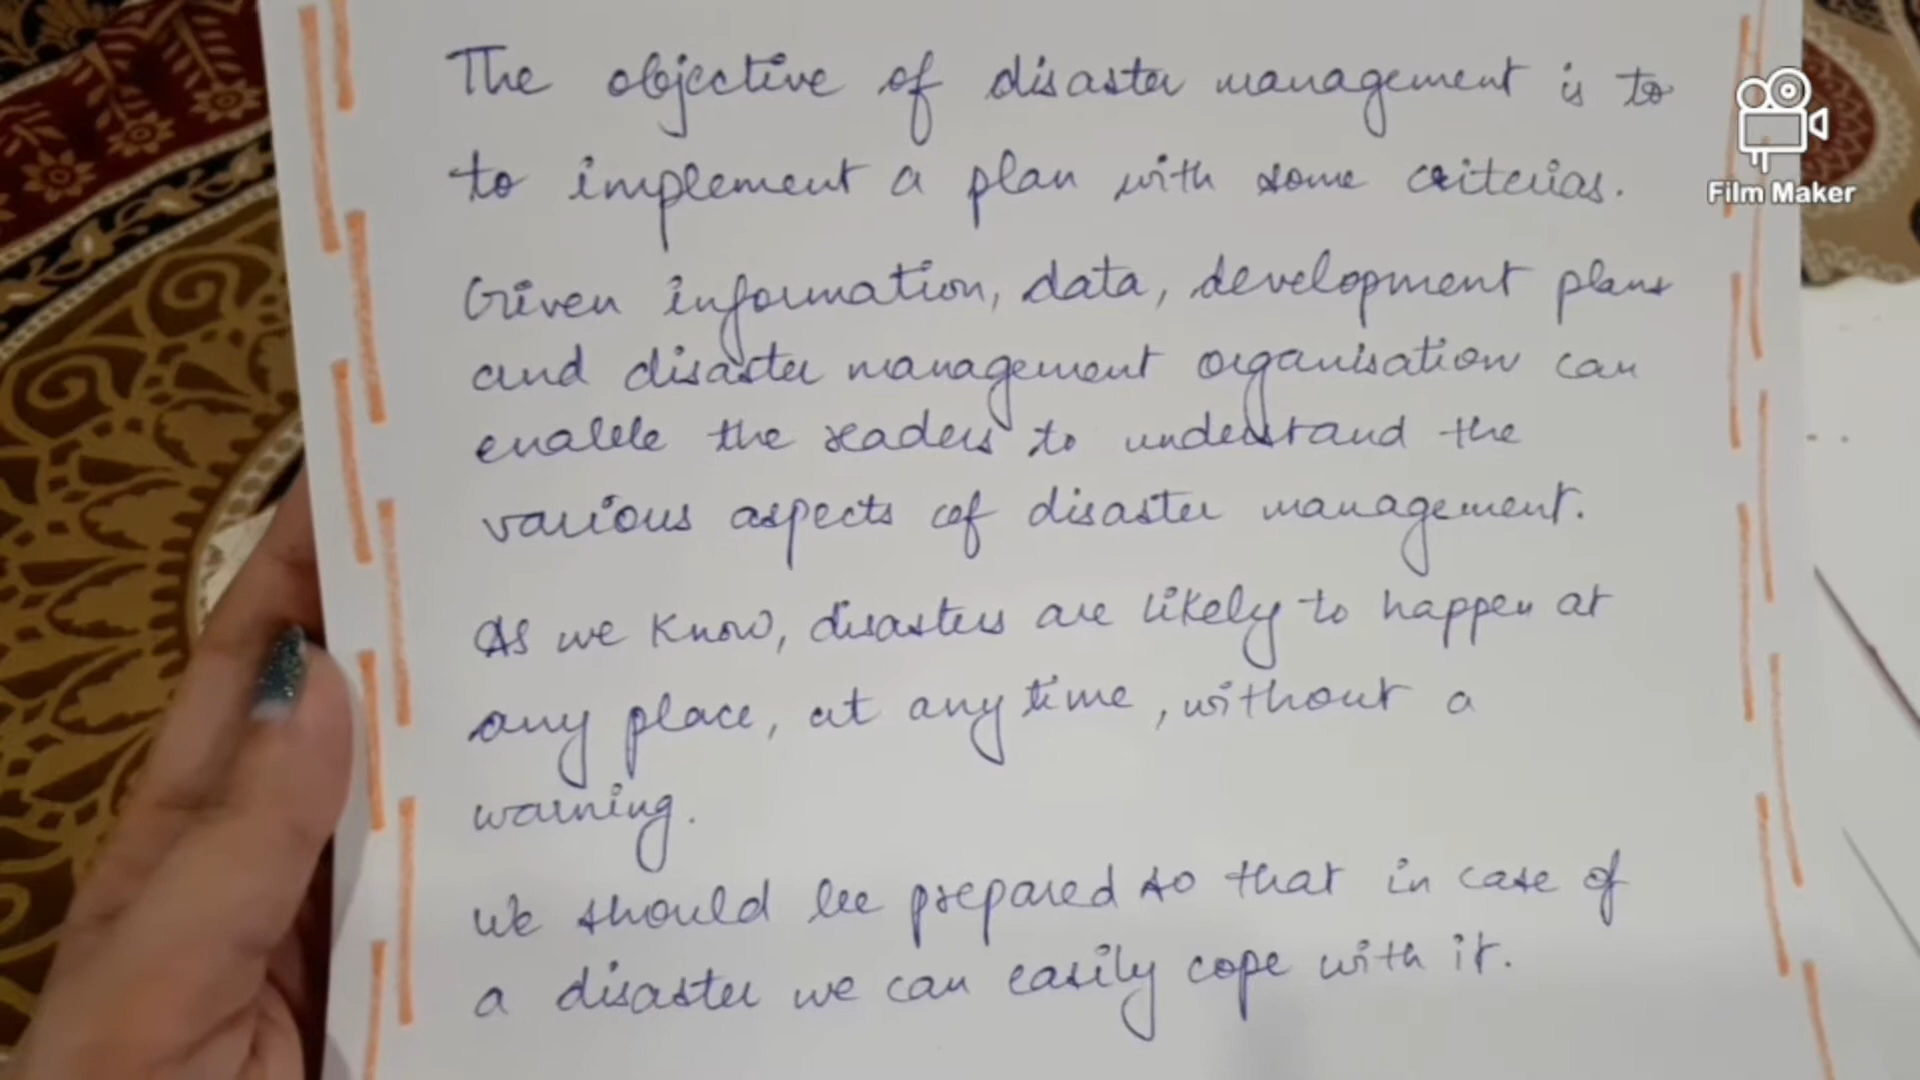 The objective of disaster management is to
to implement a plan with some criterias.
Film Maker
Given information, data, development plans
and disaster management organisation can
enable the readers to understand the
various aspects of disaster management.
As we know, disasters are likely to happen at
any place, at any time, without a
warning.
We should be prepared so that in case of
a disaster we can easily cope with it.